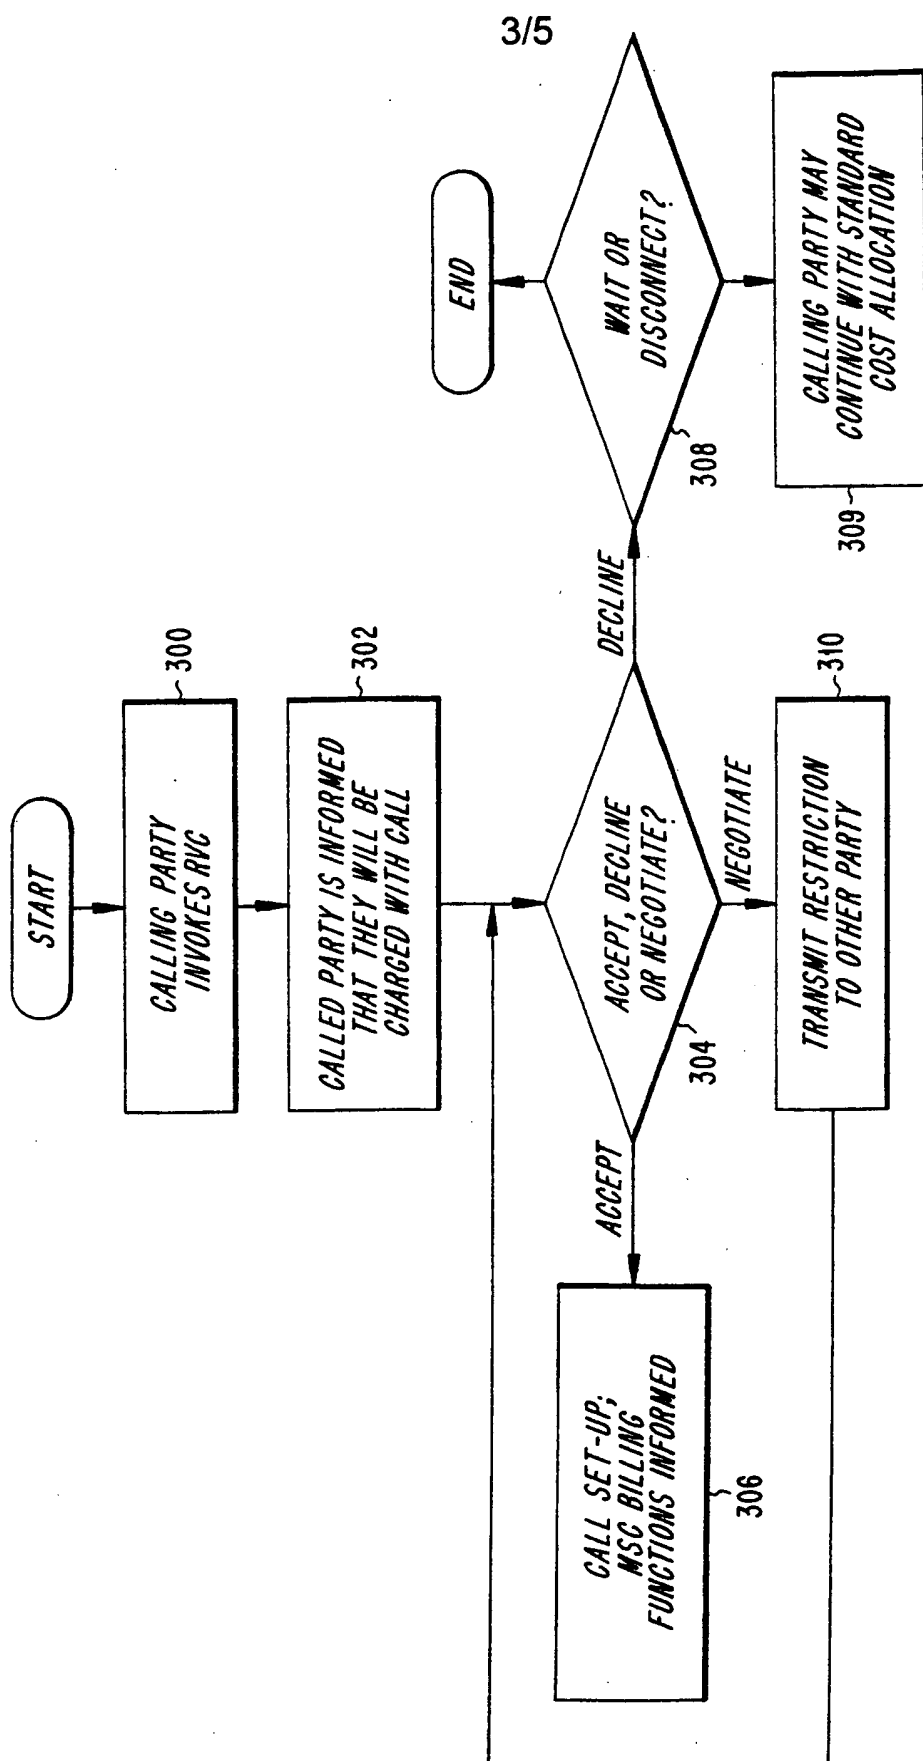 3/5
START
CALLING PARTY
INVOKES RVC
300
CALLED PARTY IS INFORMED
THAT THEY WILL BE
CHARGED WITH CALL
302
ACCEPT, DECLINE
OR NEGOTIATE?
304
ACCEPT
CALL SET-UP;
MSC BILLING
FUNCTIONS INFORMED
306
DECLINE
WAIT OR
DISCONNECT?
308
END
CALLING PARTY MAY
CONTINUE WITH STANDARD
COST ALLOCATION
309
NEGOTIATE
TRANSMIT RESTRICTION
TO OTHER PARTY
310